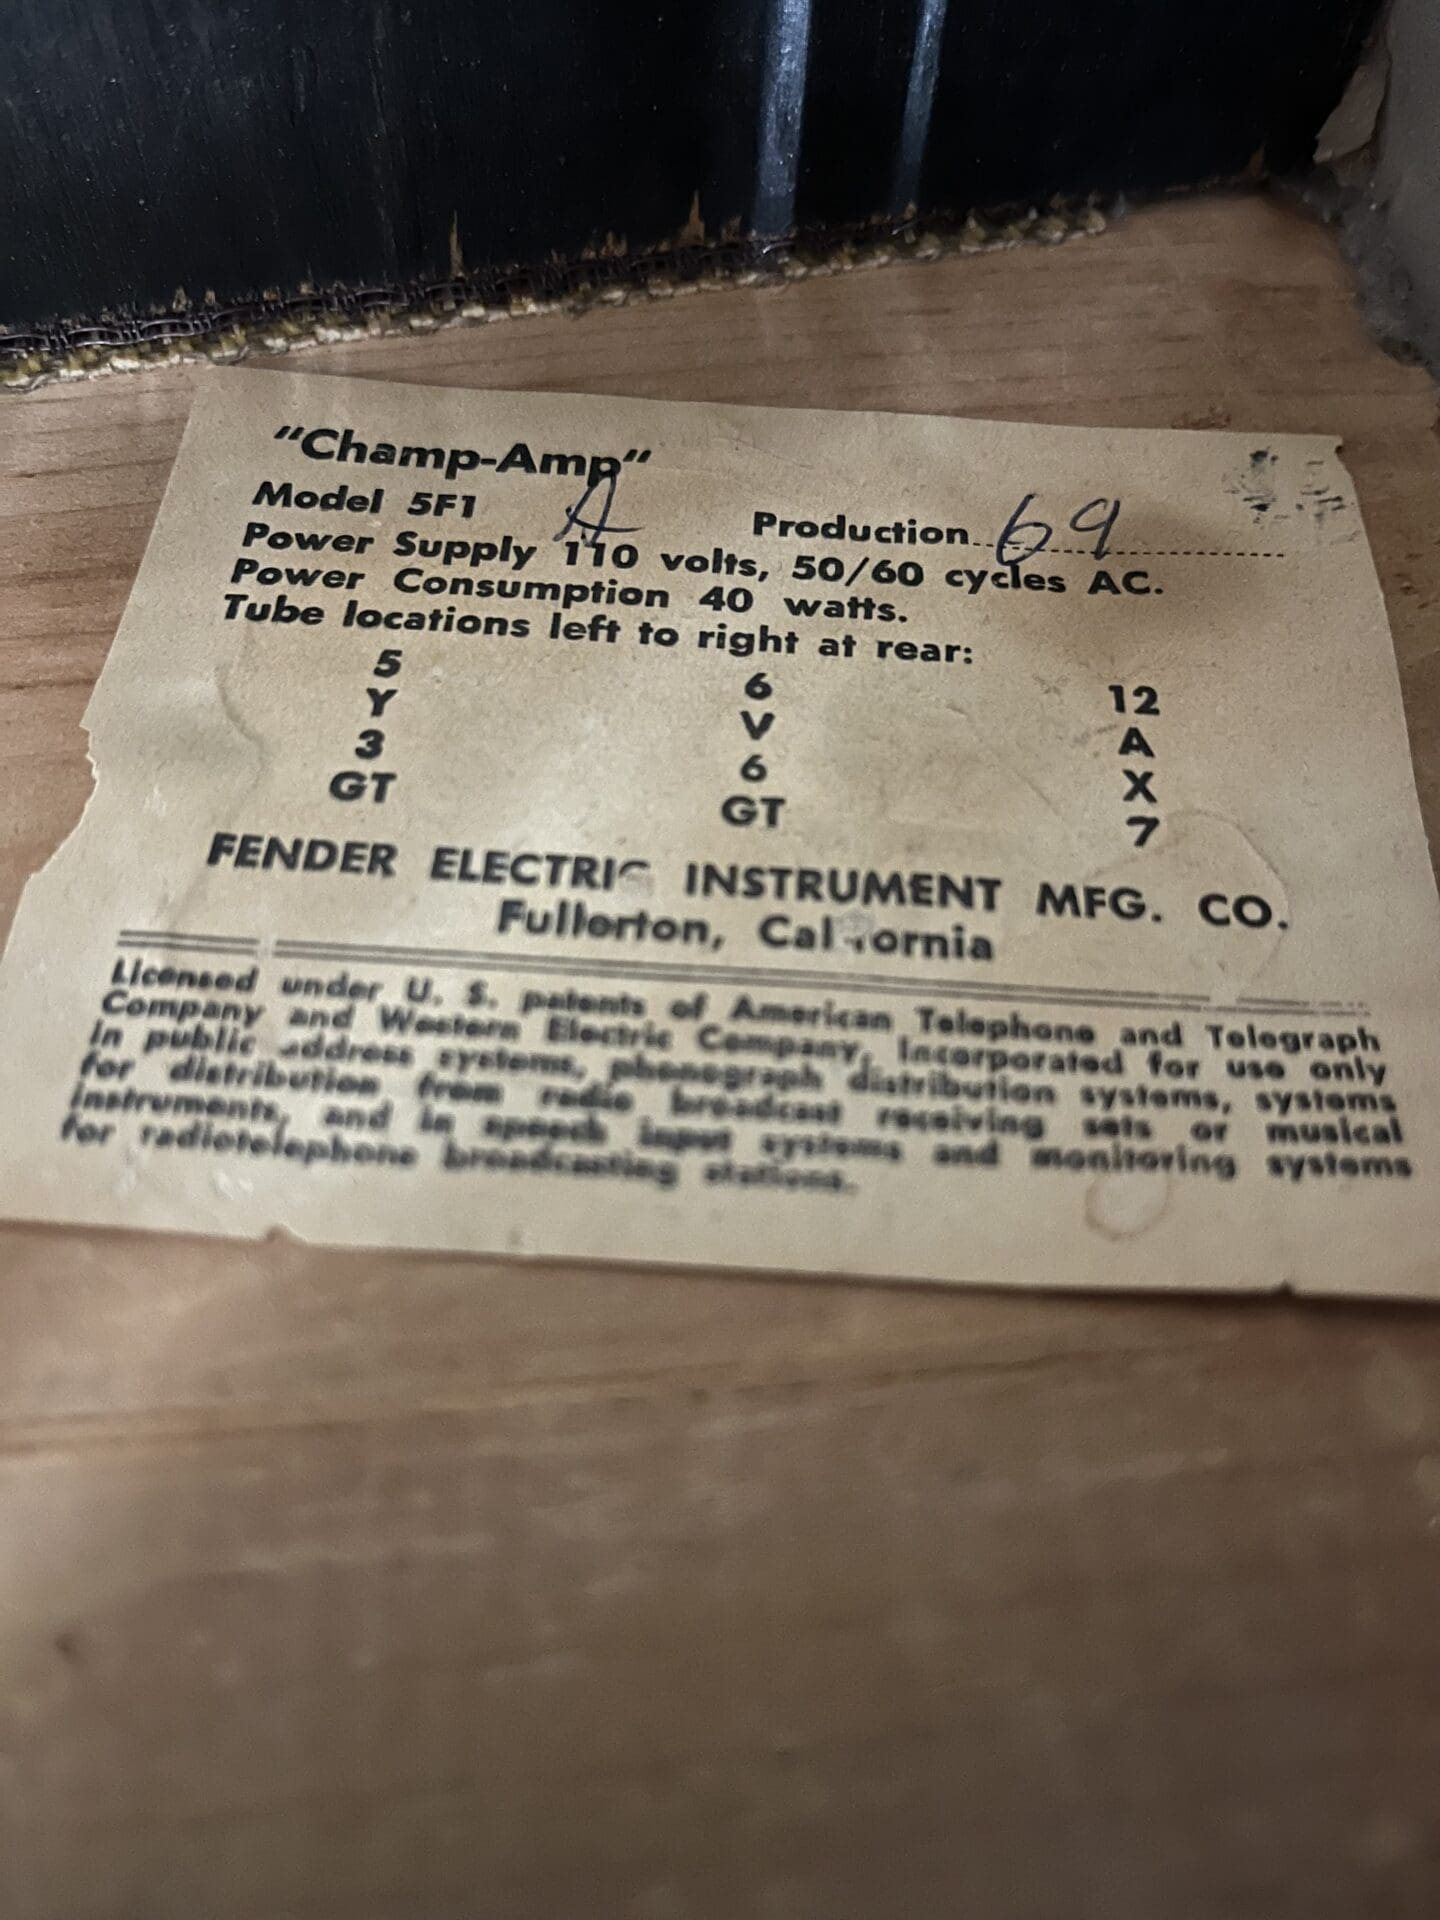 "Champ-Amp"
Model 5F1 A Production 69
Power Supply 110 volts, 50/60 cycles AC.
Power Consumption 40 watts.
Tube locations left to right at rear:
5 6 12
Y V A
3 6 X
GT GT 7
FENDER ELECTRIC INSTRUMENT MFG. CO.
Fullerton, California
Licensed under U. S. patents of American Telephone and Telegraph
Company and Western Electric Company, Incorporated for use only
in public address systems, phonograph distribution systems, systems
for distribution from radio broadcast receiving sets or musical
instruments, and in speech input systems and monitoring systems
for radiotelephone broadcasting stations.